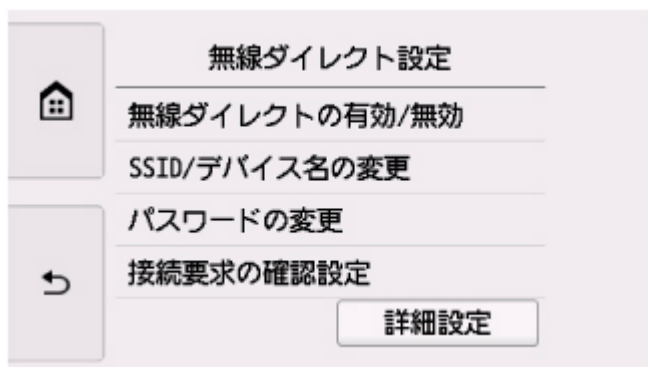 無線ダイレクト設定
無線ダイレクトの有効/無効
SSID/デバイス名の変更
パスワードの変更
接続要求の確認設定
詳細設定